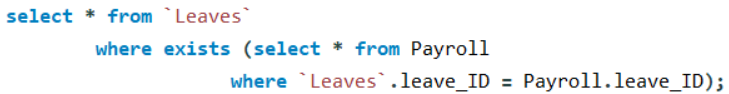 select * from `Leaves`
where exists (select * from Payroll
where `Leaves`.leave_ID = Payroll.leave_ID);